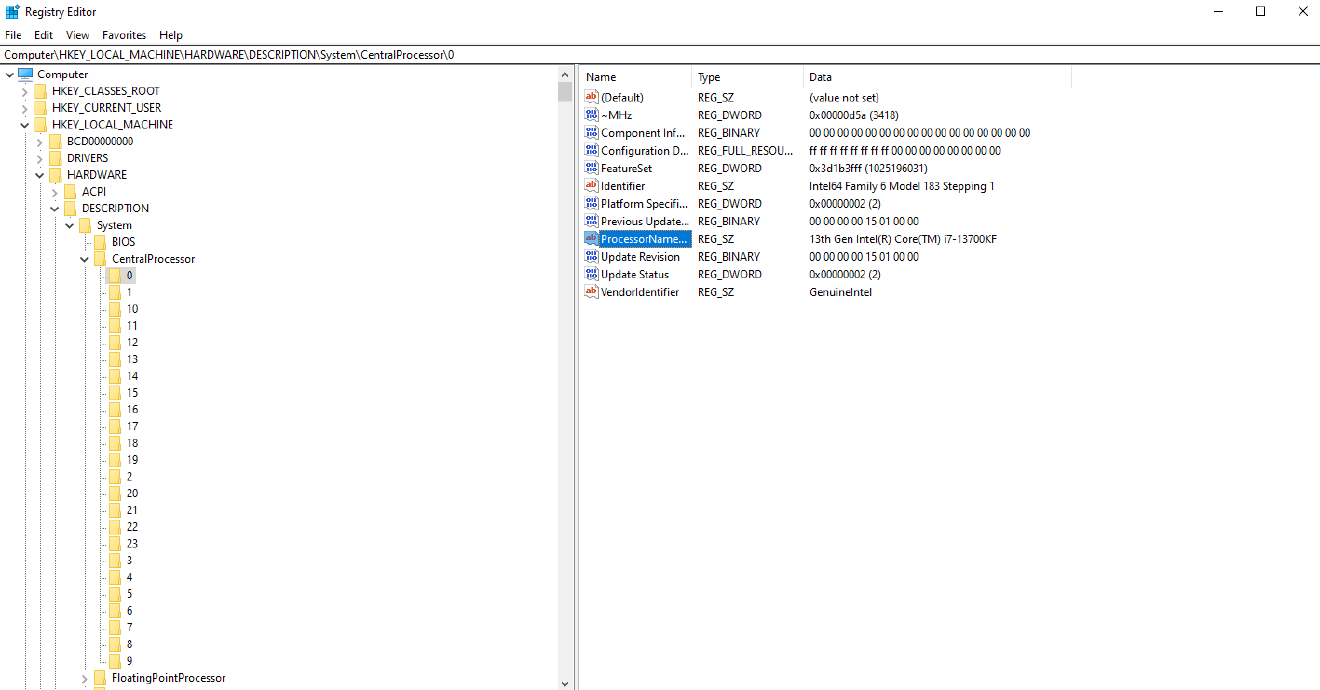 Registry Editor
File Edit View Favorites Help
Computer\HKEY_LOCAL_MACHINE\HARDWARE\DESCRIPTION\System\CentralProcessor\0
Computer
HKEY_CLASSES_ROOT
HKEY_CURRENT_USER
HKEY_LOCAL_MACHINE
BCD00000000
DRIVERS
HARDWARE
ACPI
DESCRIPTION
System
BIOS
CentralProcessor
0
1
10
11
12
13
14
15
16
17
18
19
2
20
21
22
23
3
4
5
6
7
8
9
FloatingPointProcessor
Name Type Data
(Default) REG_SZ (value not set)
~MHz REG_DWORD 0x00000d5a (3418)
Component Inf... REG_BINARY 00 00 00 00 00 00 00 00 00 00 00 00 00 00 00 00
Configuration D... REG_FULL_RESOU... ff ff ff ff ff ff ff ff 00 00 00 00 00 00 00 00
FeatureSet REG_DWORD 0x3d1b3fff (1025196031)
Identifier REG_SZ Intel64 Family 6 Model 183 Stepping 1
Platform Specifi... REG_DWORD 0x00000002 (2)
Previous Update... REG_BINARY 00 00 00 00 15 01 00 00
ProcessorName... REG_SZ 13th Gen Intel(R) Core(TM) i7-13700KF
Update Revision REG_BINARY 00 00 00 00 15 01 00 00
Update Status REG_DWORD 0x00000002 (2)
VendorIdentifier REG_SZ GenuineIntel